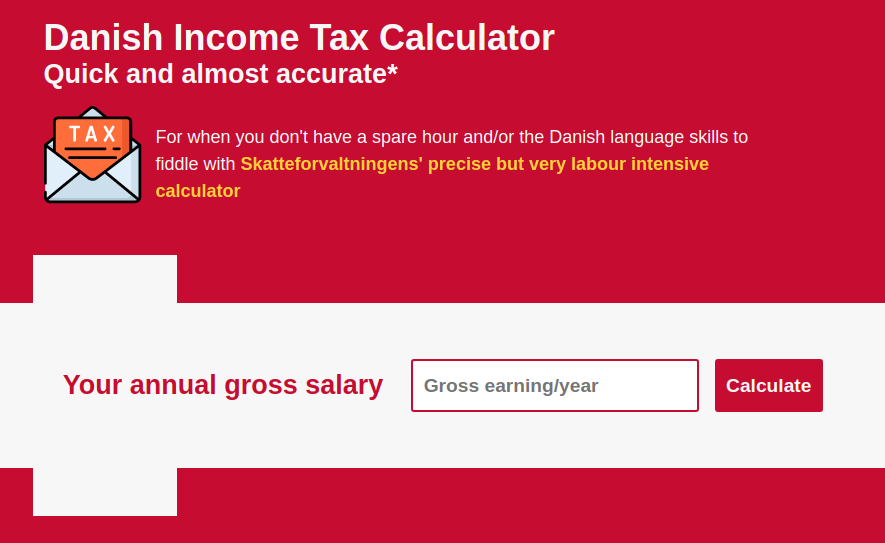 Danish Income Tax Calculator
Quick and almost accurate*
TAX
For when you don't have a spare hour and/or the Danish language skills to
fiddle with Skatteforvaltningens' precise but very labour intensive
calculator
Your annual gross salary
Gross earning/year
Calculate